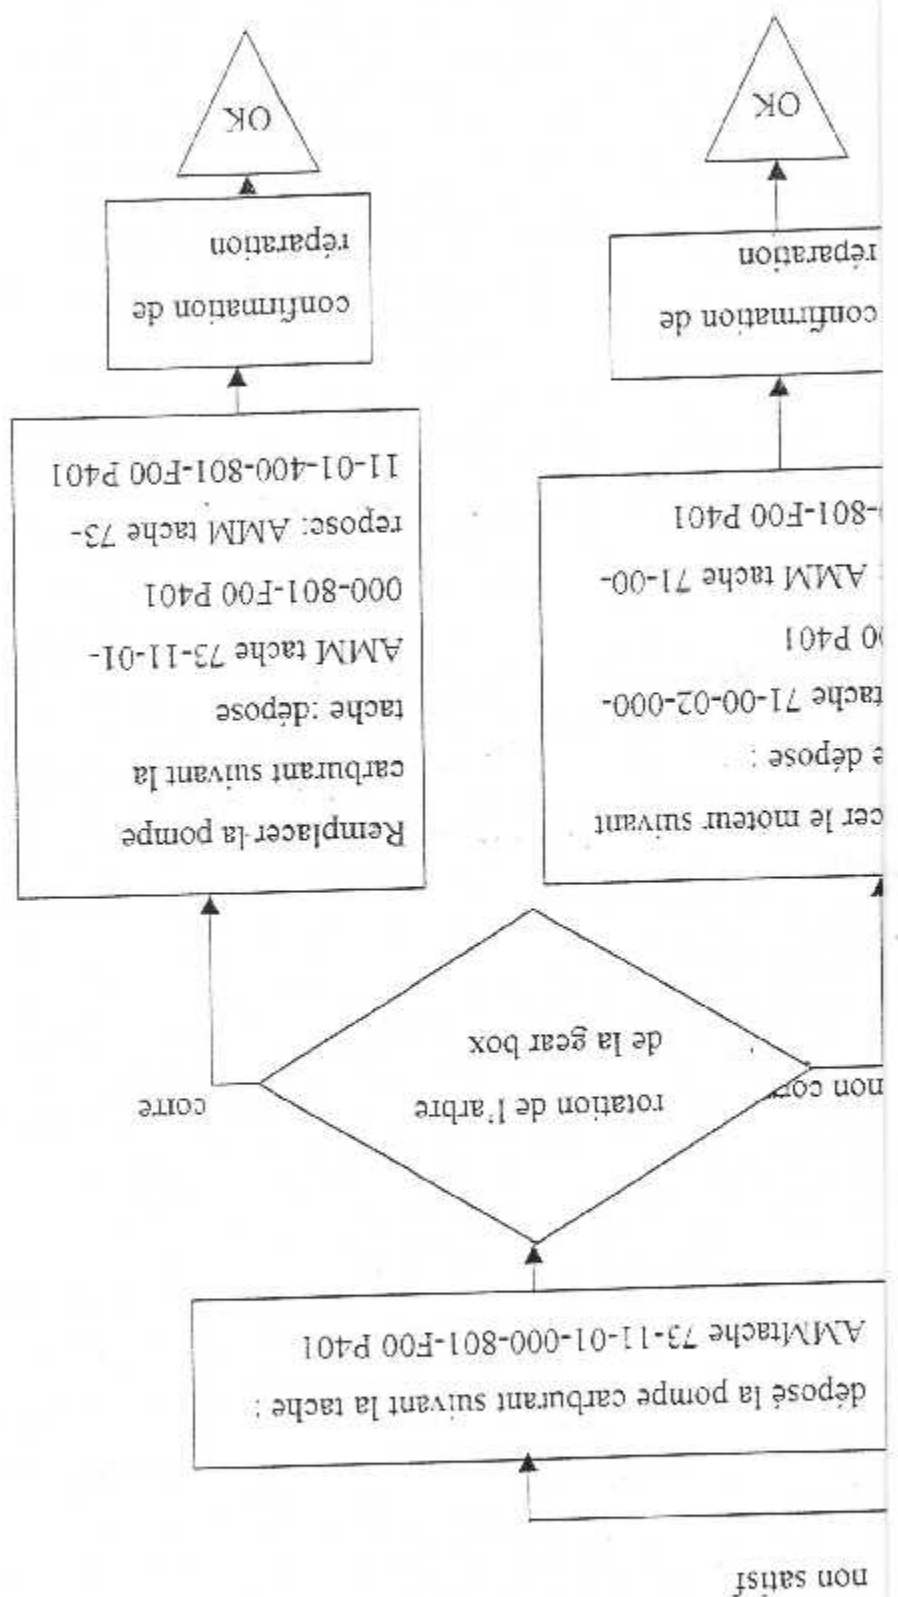 non satisf
déposé la pompe carburant suivant la tache :
AMMtache 73-11-01-000-801-F00 P401
rotation de l'arbre
de la gear box
non corr
corre
cer le moteur suivant
e dépose :
tache 71-00-02-000-
00 P401
AMM tache 71-00-
-801-F00 P401
confirmation de
réparation
OK
Remplacer la pompe
carburant suivant la
tache :dépose
AMM tache 73-11-01-
000-801-F00 P401
repose: AMM tache 73-
11-01-400-801-F00 P401
confirmation de
réparation
OK